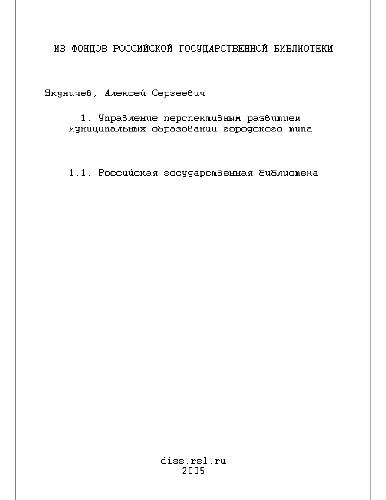 ИЗ ФОНДОВ РОССИЙСКОЙ ГОСУДАРСТВЕННОЙ БИБЛИОТЕКИ
Якуничев, Алексей Сергеевич
1. Управление перспективным развитием
муниципальных образований городского типа
1.1. Российская государственная библиотека
diss.rsl.ru
2005